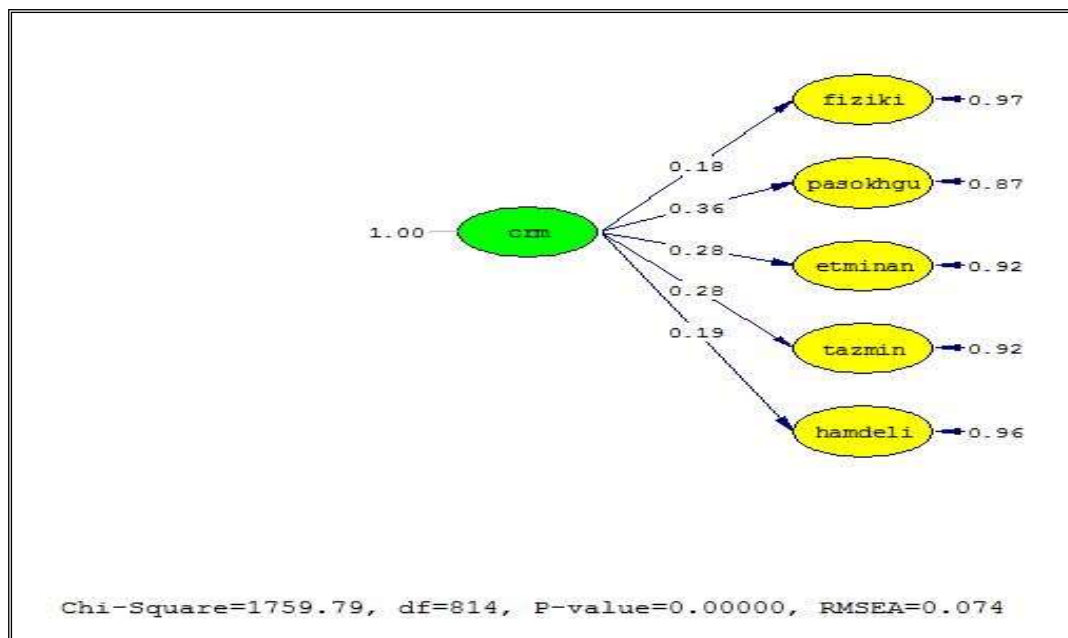 fiziki
0.97
0.18
pasokhgu
0.87
0.36
1.00
crm
0.28
etminan
0.92
0.28
tazmin
0.92
0.19
hamdeli
0.96
Chi-Square=1759.79, df=814, P-value=0.00000, RMSEA=0.074